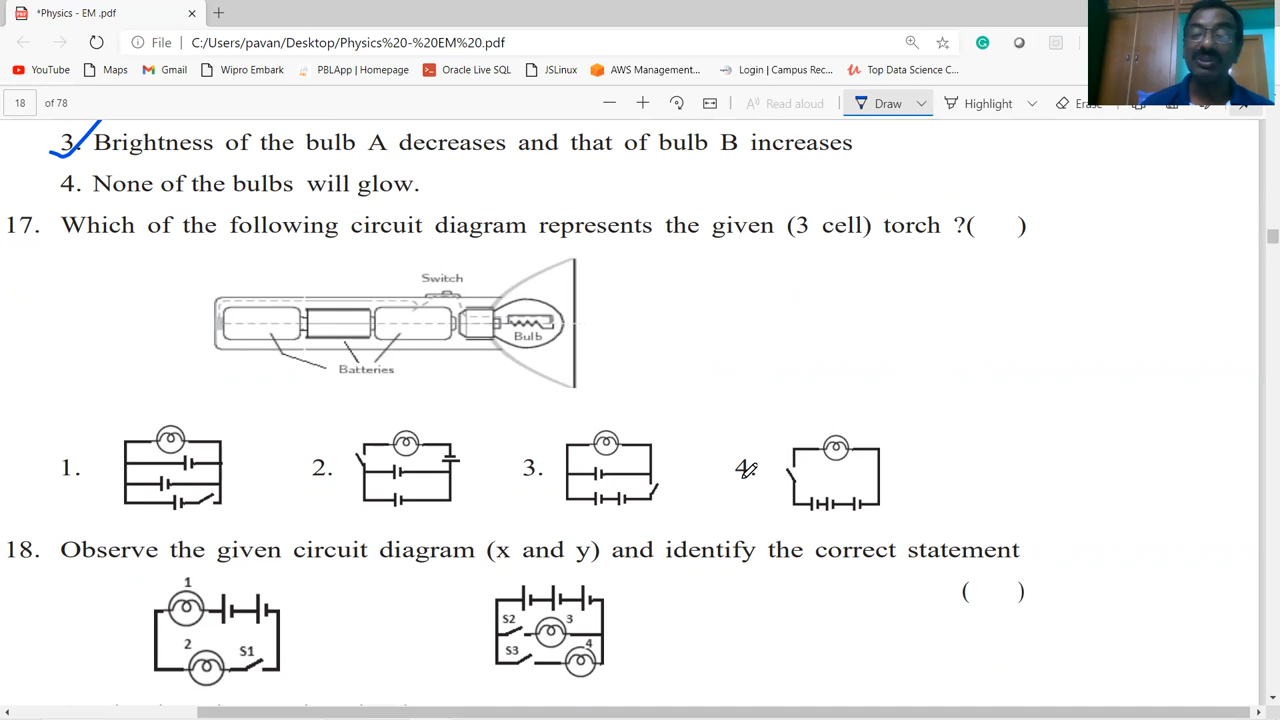 *Physics - EM .pdf
File C:/Users/pavan/Desktop/Physics%20-%20EM%20.pdf
YouTube Maps Gmail Wipro Embark PBLApp | Homepage Oracle Live SQL JSLinux AWS Management... Login | Campus Rec... Top Data Science C...
18 of 78 Read aloud Draw Highlight Erase
3. Brightness of the bulb A decreases and that of bulb B increases
4. None of the bulbs will glow.
17. Which of the following circuit diagram represents the given (3 cell) torch ?( )
Switch
Bulb
Batteries
1. 2. 3. 4.
18. Observe the given circuit diagram (x and y) and identify the correct statement
( )
1
2 S1
S2 3
S3 4